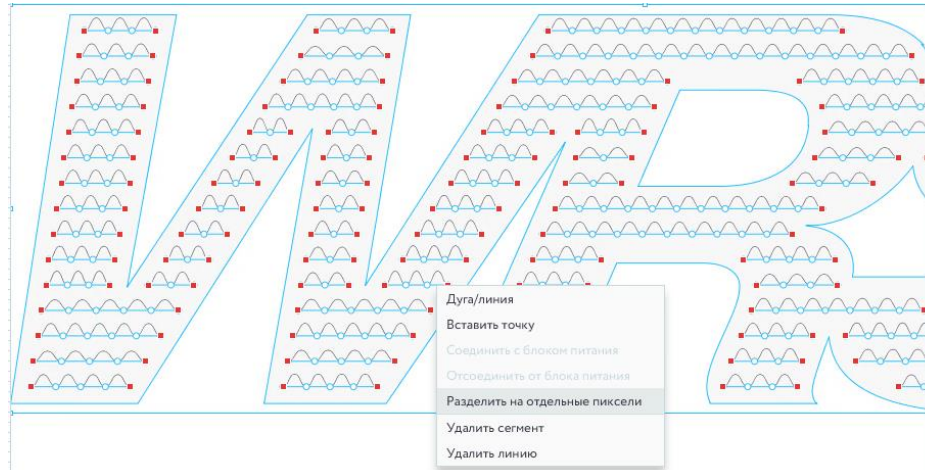 Дуга/линия
Вставить точку
Соединить с блоком питания
Отсоединить от блока питания
Разделить на отдельные пиксели
Удалить сегмент
Удалить линию